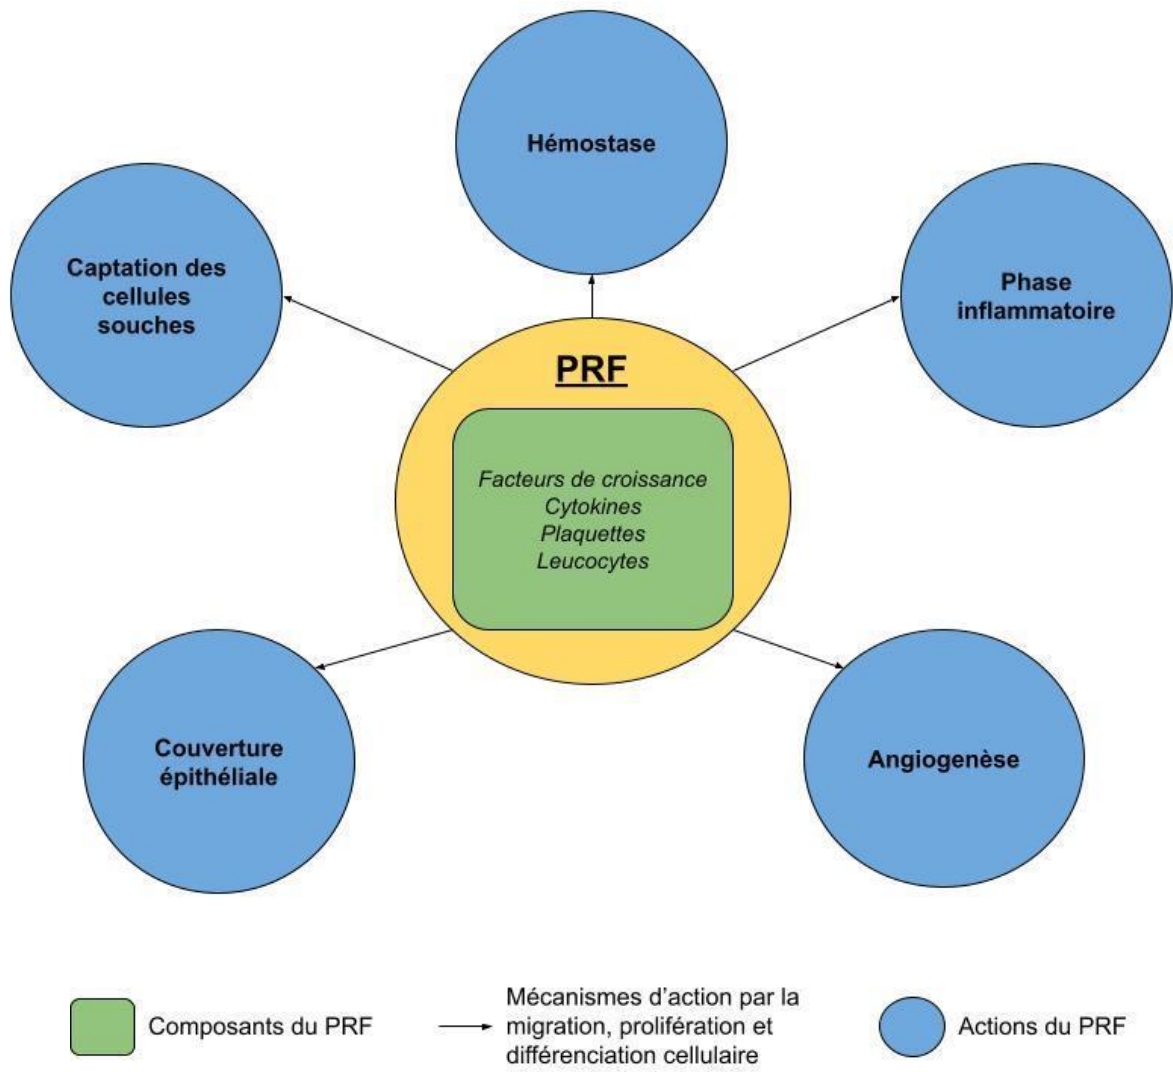 Hémostase
Captation des
cellules
souches
Phase
inflammatoire
PRF
Facteurs de croissance
Cytokines
Plaquettes
Leucocytes
Couverture
épithéliale
Angiogenèse
Composants du PRF
Mécanismes d'action par la
migration, prolifération et
différenciation cellulaire
Actions du PRF